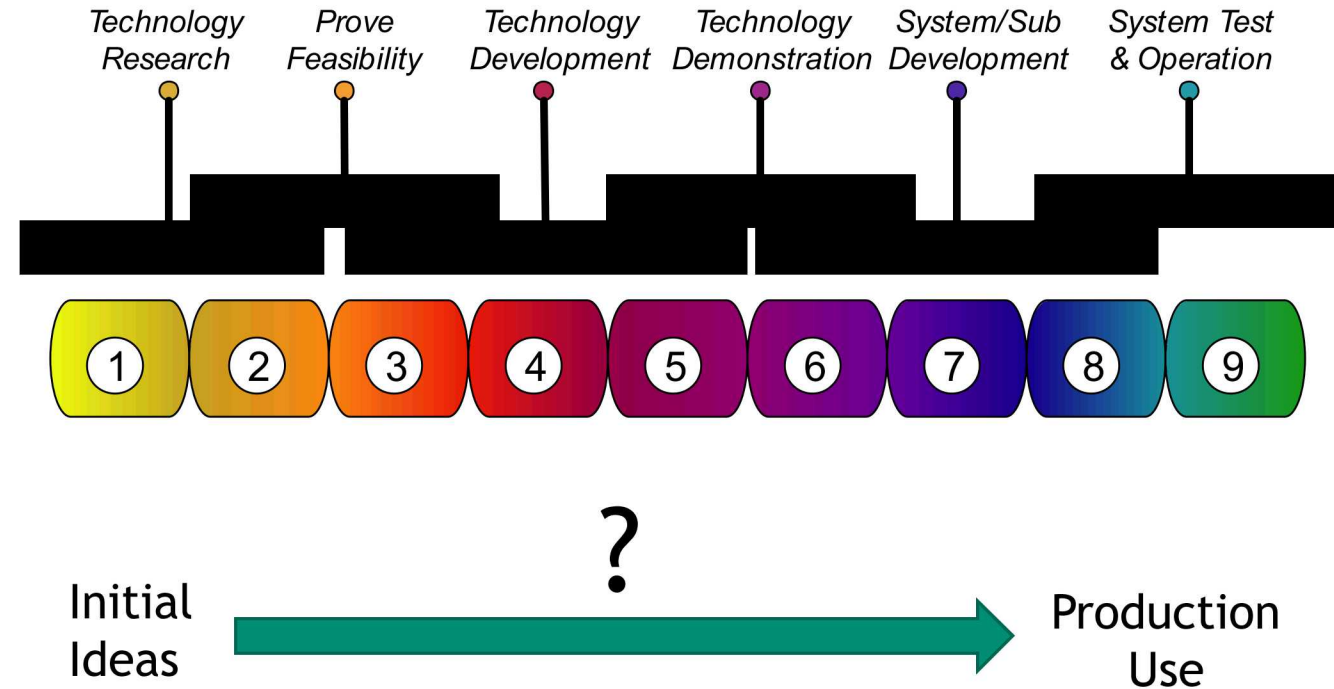 Technology
Research
Prove
Feasibility
Technology
Development
Technology
Demonstration
System/Sub
Development
System Test
& Operation
1
2
3
4
5
6
7
8
9
?
Initial
Ideas
Production
Use